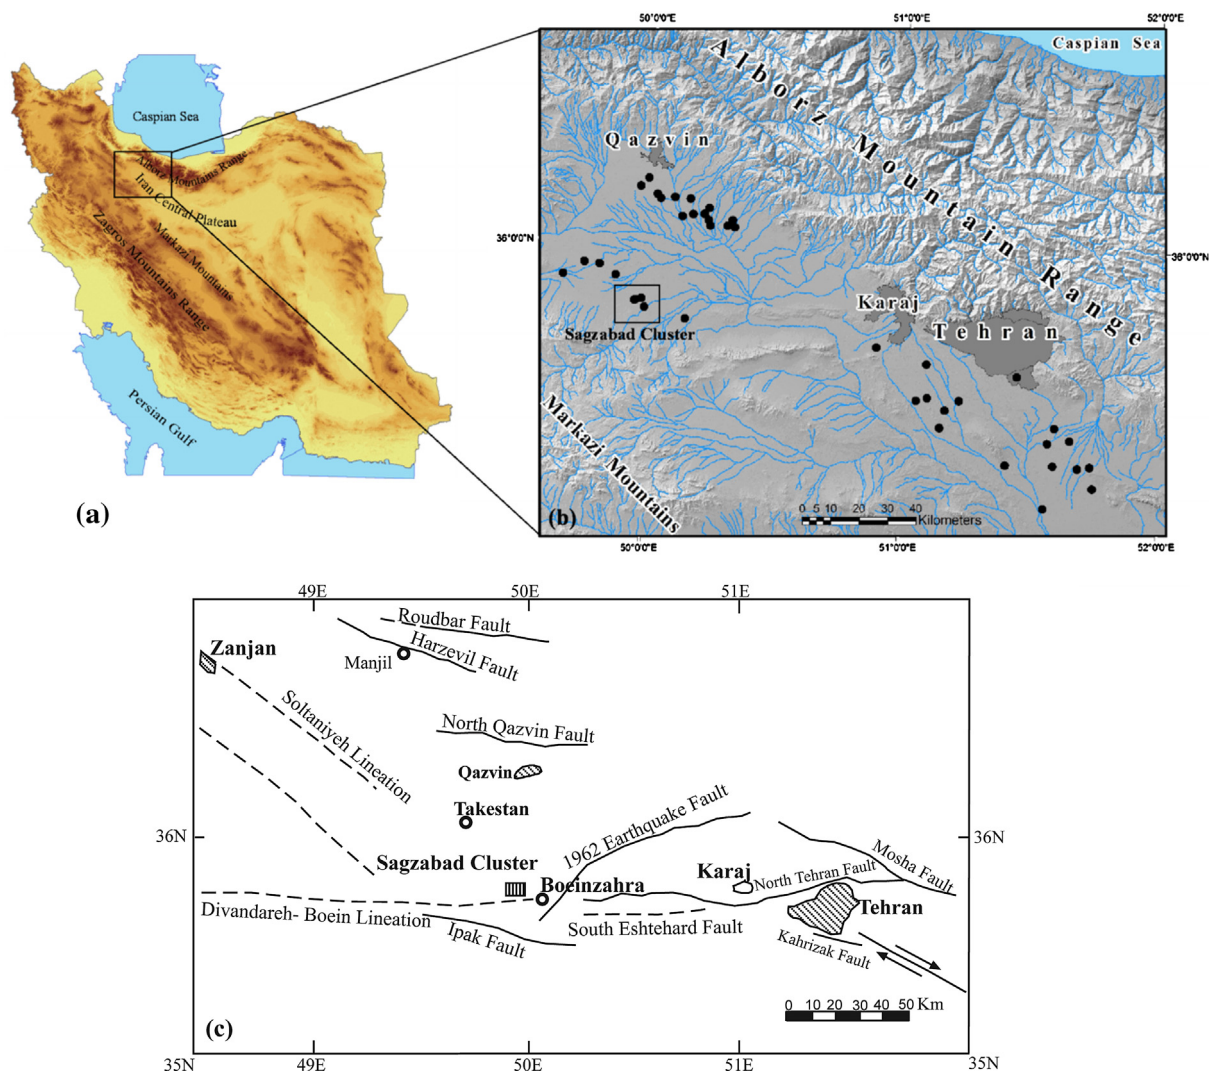 Caspian Sea
Alborz Mountains Range
Iran Central Plateau
Markazi Mountains
Zagros Mountains Range
Persian Gulf
(a)
50°0'0"E
51°0'0"E
52°0'0"E
Caspian Sea
Alborz Mountain Range
Qazvin
36°0'0"N
36°0'0"N
Karaj
Tehran
Sagzabad Cluster
Markazi Mountains
(b)
0 5 10 20 30 40
Kilometers
50°0'0"E
51°0'0"E
52°0'0"E
49E
50E
51E
Roudbar Fault
Harzevil Fault
Manjil
Zanjan
Soltaniyeh Lineation
North Qazvin Fault
Qazvin
Takestan
36N
36N
1962 Earthquake Fault
Sagzabad Cluster
Boeinzahra
Karaj
North Tehran Fault
Mosha Fault
Tehran
Divandareh- Boein Lineation
Ipak Fault
South Eshtehard Fault
Kahrizak Fault
0 10 20 30 40 50 Km
(c)
35N
49E
50E
51E
35N